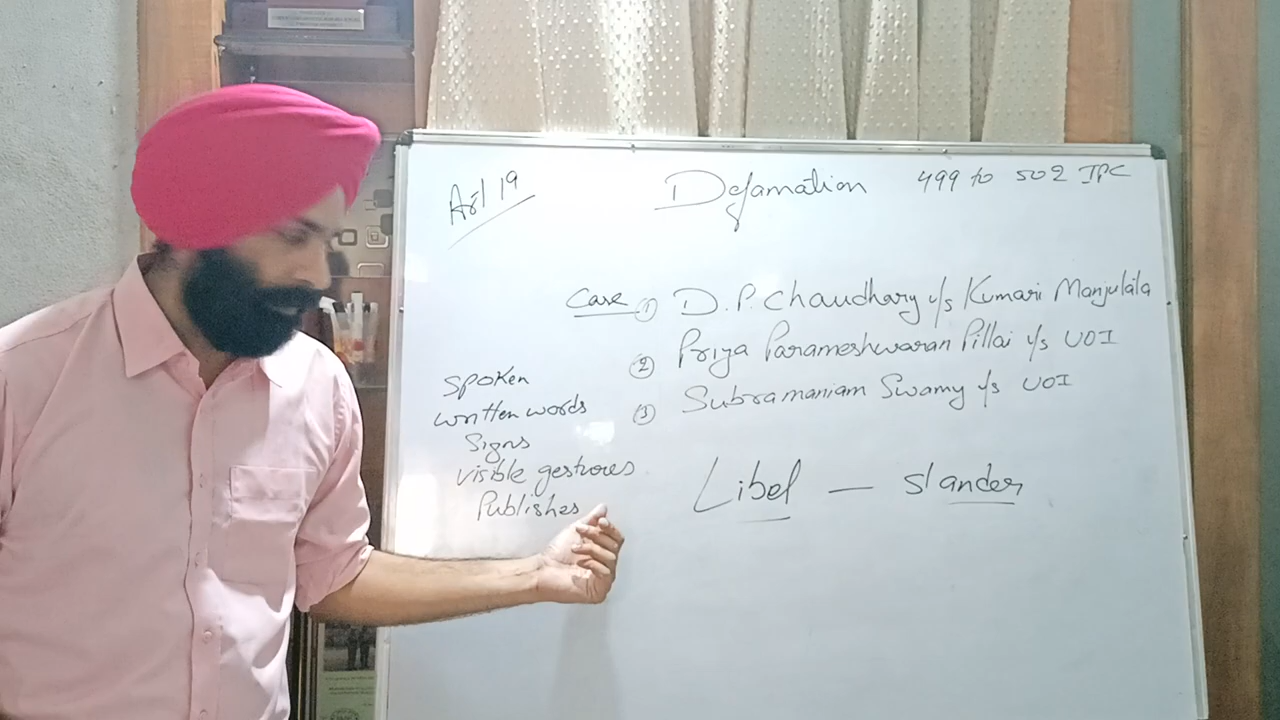 Art 19
Defamation 499 to 502 IPC
Case (1) D.P. Chaudhary v/s Kumari Manjulala
(2) Priya Parameshwaran Pillai v/s UOI
(3) Subramaniam Swamy v/s UOI
Spoken
written words
Signs
visible gestures
Publishes
Libel — slander